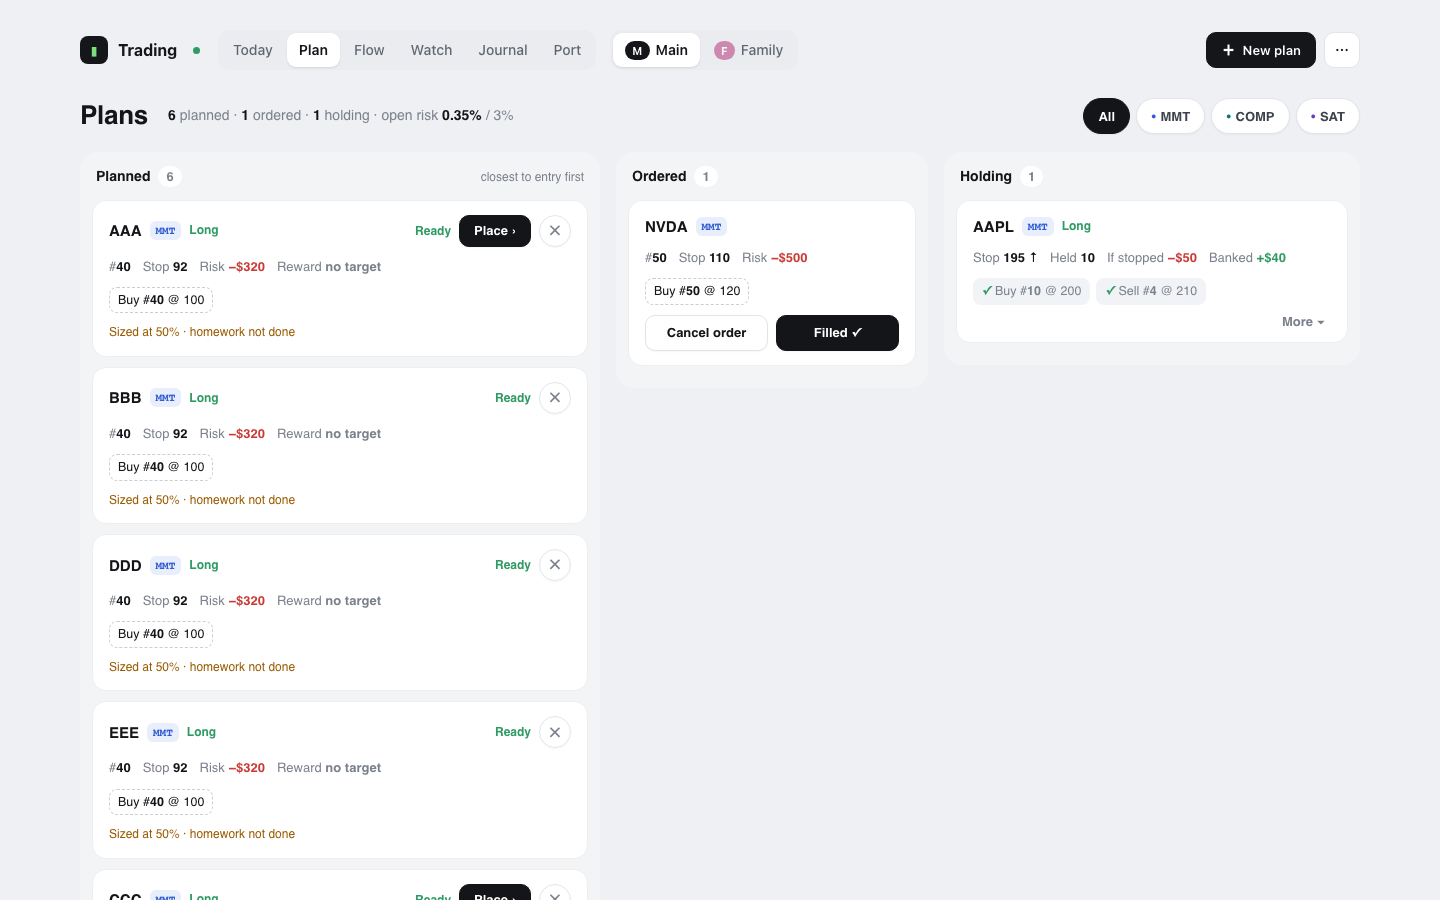 Trading
Today Plan Flow Watch Journal Port
M Main F Family
+ New plan
···
Plans
6 planned · 1 ordered · 1 holding · open risk 0.35% / 3%
All • MMT • COMP • SAT
Planned 6 closest to entry first
AAA MMT Long Ready Place › ✕
#40 Stop 92 Risk –$320 Reward no target
Buy #40 @ 100
Sized at 50% · homework not done
BBB MMT Long Ready ✕
#40 Stop 92 Risk –$320 Reward no target
Buy #40 @ 100
Sized at 50% · homework not done
DDD MMT Long Ready ✕
#40 Stop 92 Risk –$320 Reward no target
Buy #40 @ 100
Sized at 50% · homework not done
EEE MMT Long Ready ✕
#40 Stop 92 Risk –$320 Reward no target
Buy #40 @ 100
Sized at 50% · homework not done
CCC Long Ready Place ›
Ordered 1
NVDA MMT
#50 Stop 110 Risk –$500
Buy #50 @ 120
Cancel order Filled ✓
Holding 1
AAPL MMT Long
Stop 195 ↑ Held 10 If stopped –$50 Banked +$40
✓ Buy #10 @ 200 ✓ Sell #4 @ 210
More